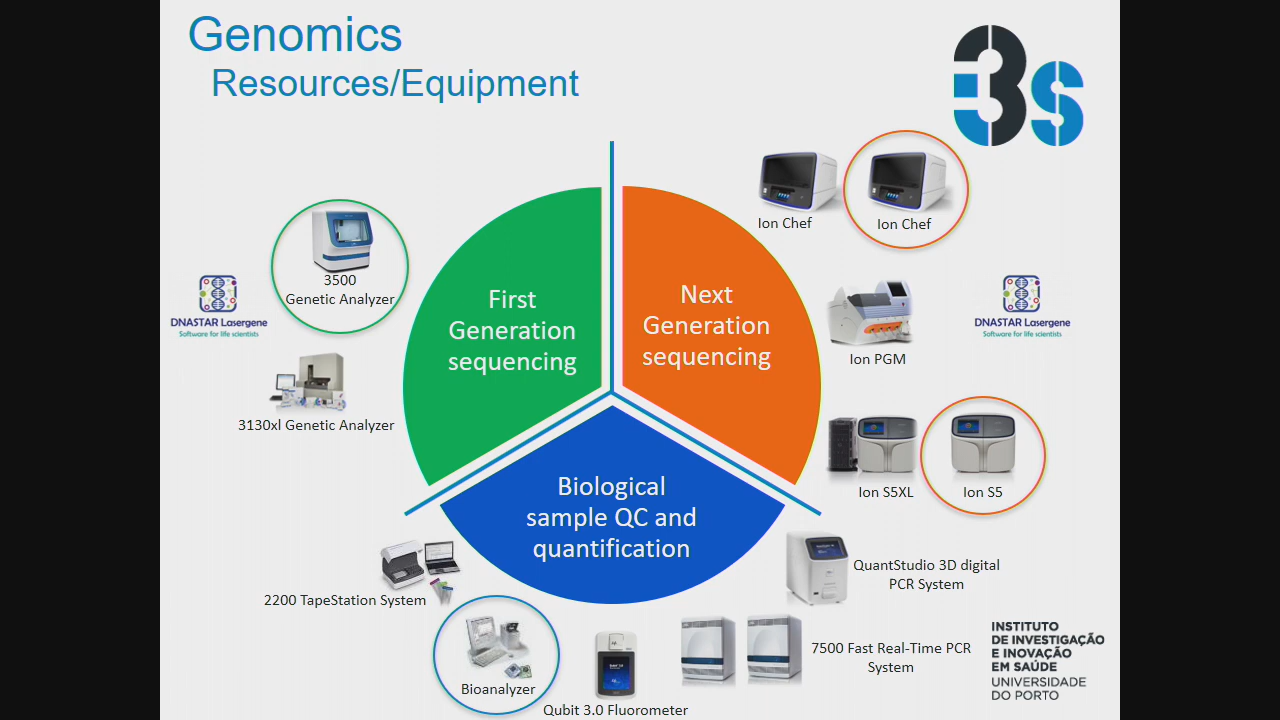 Genomics
Resources/Equipment
3s
Ion Chef
Ion Chef
3500
Genetic Analyzer
DNASTAR Lasergene
Software for life scientists
First
Generation
sequencing
Next
Generation
sequencing
DNASTAR Lasergene
Software for life scientists
Ion PGM
3130xl Genetic Analyzer
Ion S5XL
Ion S5
Biological
sample QC and
quantification
2200 TapeStation System
QuantStudio 3D digital
PCR System
Bioanalyzer
Qubit 3.0 Fluorometer
7500 Fast Real-Time PCR
System
INSTITUTO
DE INVESTIGAÇÃO
E INOVAÇÃO
EM SAÚDE
UNIVERSIDADE
DO PORTO